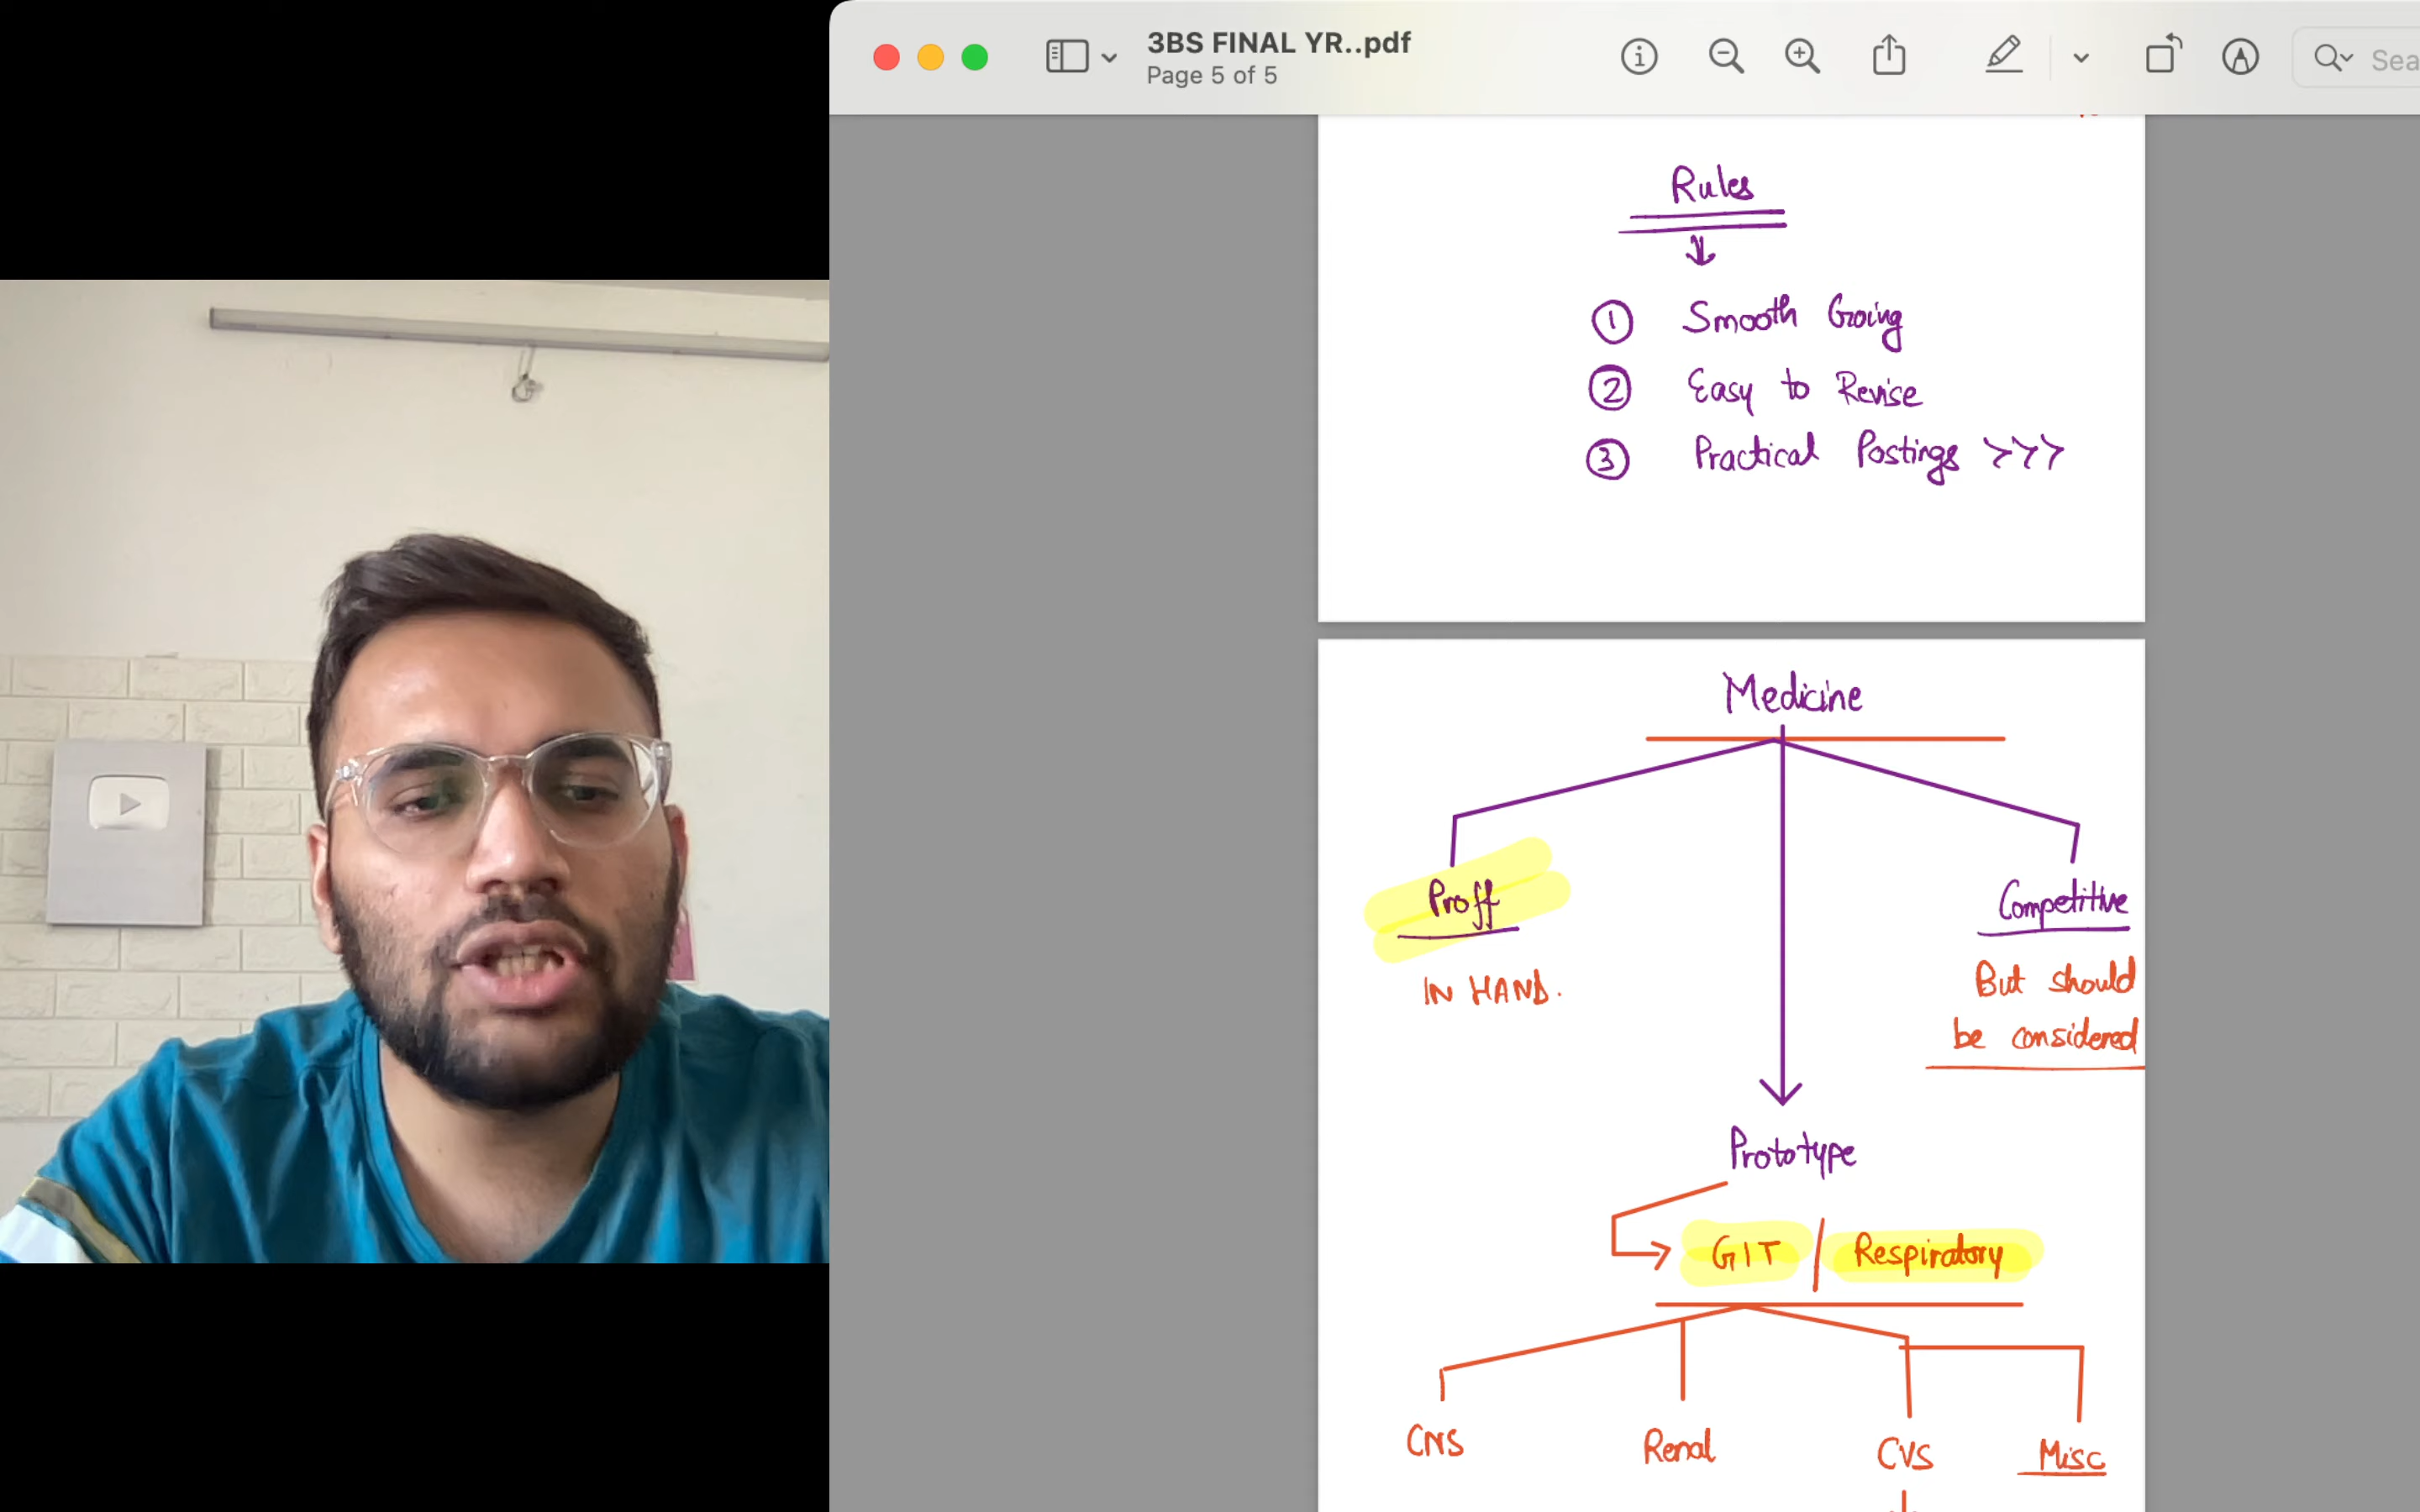 3BS FINAL YR..pdf
Page 5 of 5
Sea
Rules
1 Smooth Going
2 Easy to Revise
3 Practical Postings >>>
Medicine
Proff
IN HAND.
Competitive
But should
be considered
Prototype
GIT / Respiratory
CNS
Renal
CVS
Misc